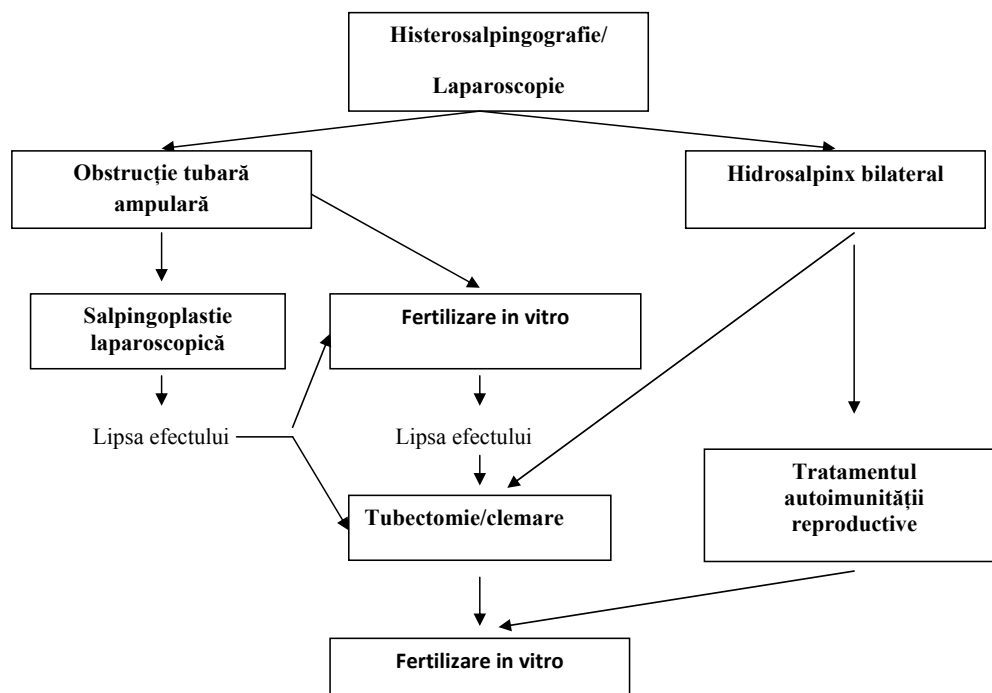 Histerosalpingografie/
Laparoscopie
Obstrucție tubară
ampulară
Hidrosalpinx bilateral
Salpingoplastie
laparoscopică
Fertilizare in vitro
Lipsa efectului
Lipsa efectului
Tratamentul
autoimunității
reproductive
Tubectomie/clemare
Fertilizare in vitro